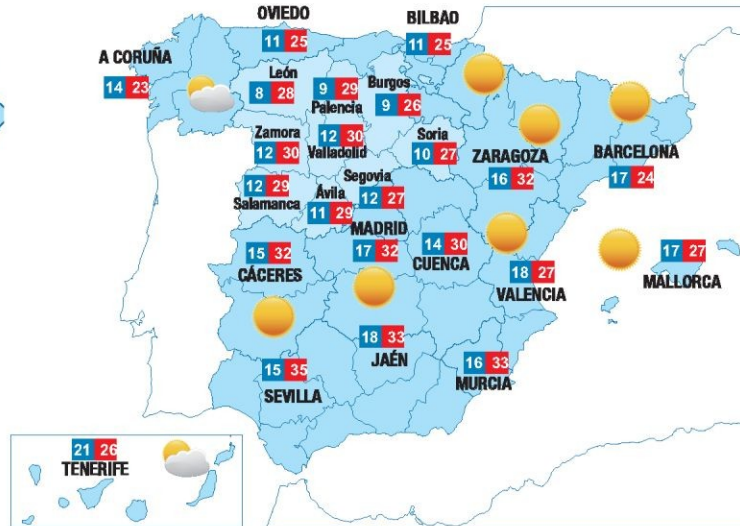 OVIEDO
11 25
BILBAO
11 25
A CORUÑA
14 23
León
8 28
9 29
Palencia
Burgos
9 26
Zamora
12 30
12 30
Valladolid
Soria
10 27
ZARAGOZA
16 32
BARCELONA
17 24
12 29
Salamanca
Ávila
11 29
Segovia
12 27
MADRID
17 32
14 30
CUENCA
15 32
CÁCERES
18 27
VALENCIA
17 27
MALLORCA
18 33
JAÉN
16 33
MURCIA
15 35
SEVILLA
21 26
TENERIFE